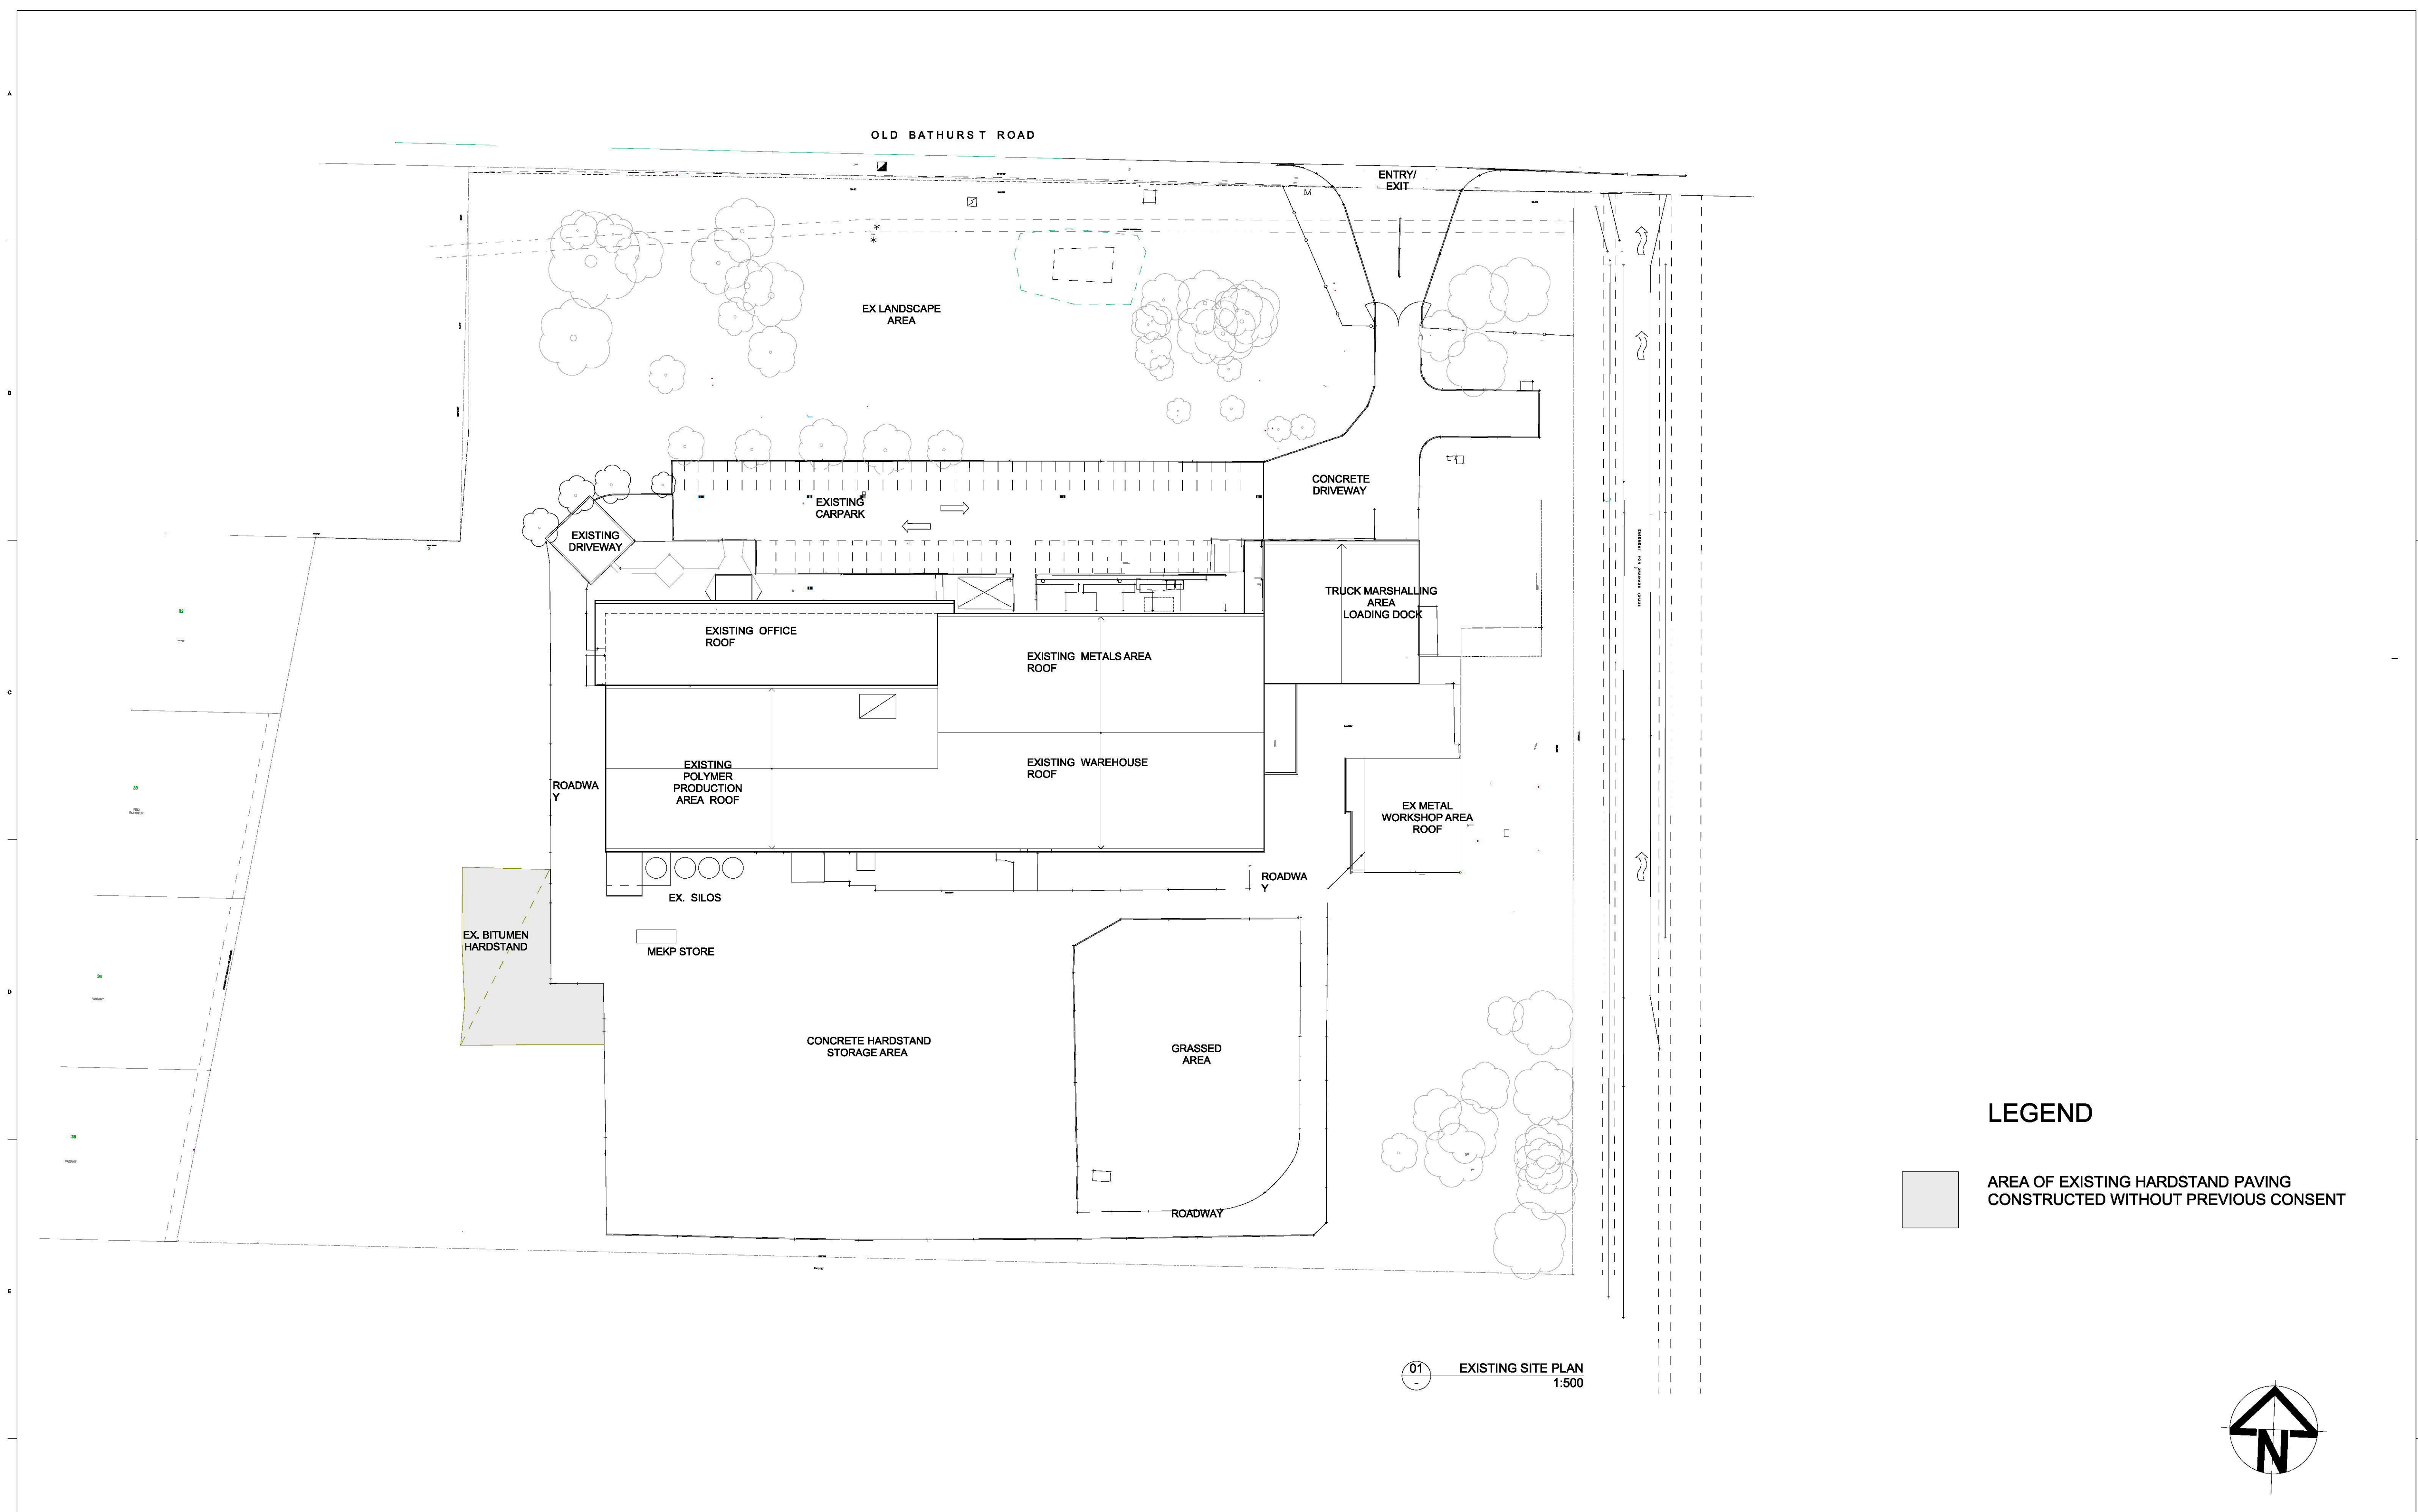 A
OLD BATHURST ROAD
ENTRY/
EXIT
EX LANDSCAPE
AREA
B
CONCRETE
DRIVEWAY
EXISTING
CARPARK
EXISTING
DRIVEWAY
TRUCK MARSHALLING
AREA
LOADING DOCK
EXISTING OFFICE
ROOF
EXISTING METALS AREA
ROOF
C
EXISTING
POLYMER
PRODUCTION
AREA ROOF
EXISTING WAREHOUSE
ROOF
ROADWA
Y
EX METAL
WORKSHOP AREA
ROOF
ROADWA
Y
EX. SILOS
EX. BITUMEN
HARDSTAND
MEKP STORE
D
CONCRETE HARDSTAND
STORAGE AREA
GRASSED
AREA
ROADWAY
E
LEGEND
AREA OF EXISTING HARDSTAND PAVING
CONSTRUCTED WITHOUT PREVIOUS CONSENT
01
-
EXISTING SITE PLAN
1:500
N